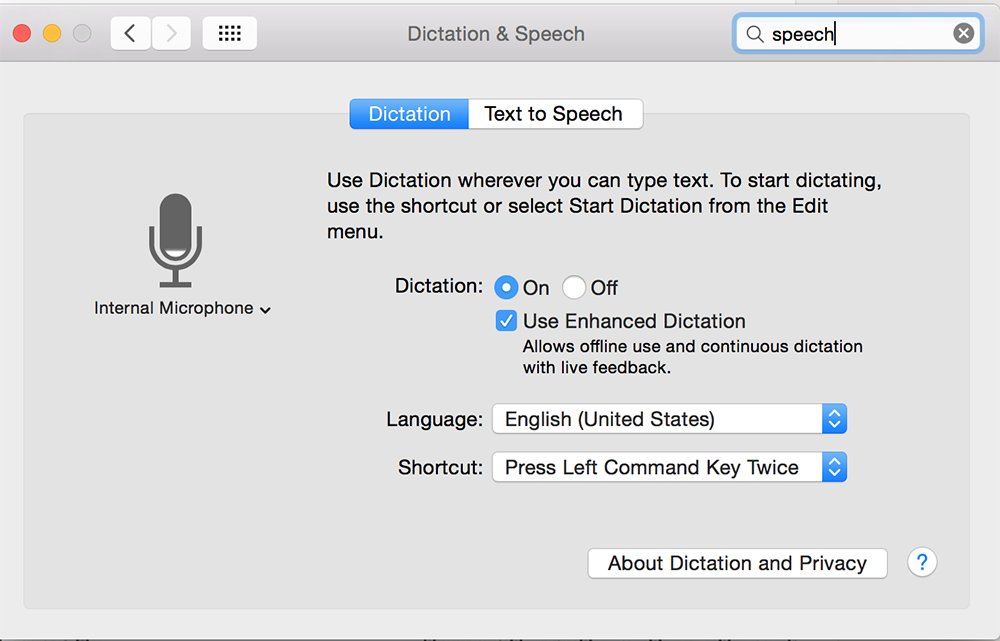 Dictation & Speech
speech
Dictation
Text to Speech
Use Dictation wherever you can type text. To start dictating,
use the shortcut or select Start Dictation from the Edit
menu.
Internal Microphone
Dictation:
On
Off
Use Enhanced Dictation
Allows offline use and continuous dictation
with live feedback.
Language:
English (United States)
Shortcut:
Press Left Command Key Twice
About Dictation and Privacy
?